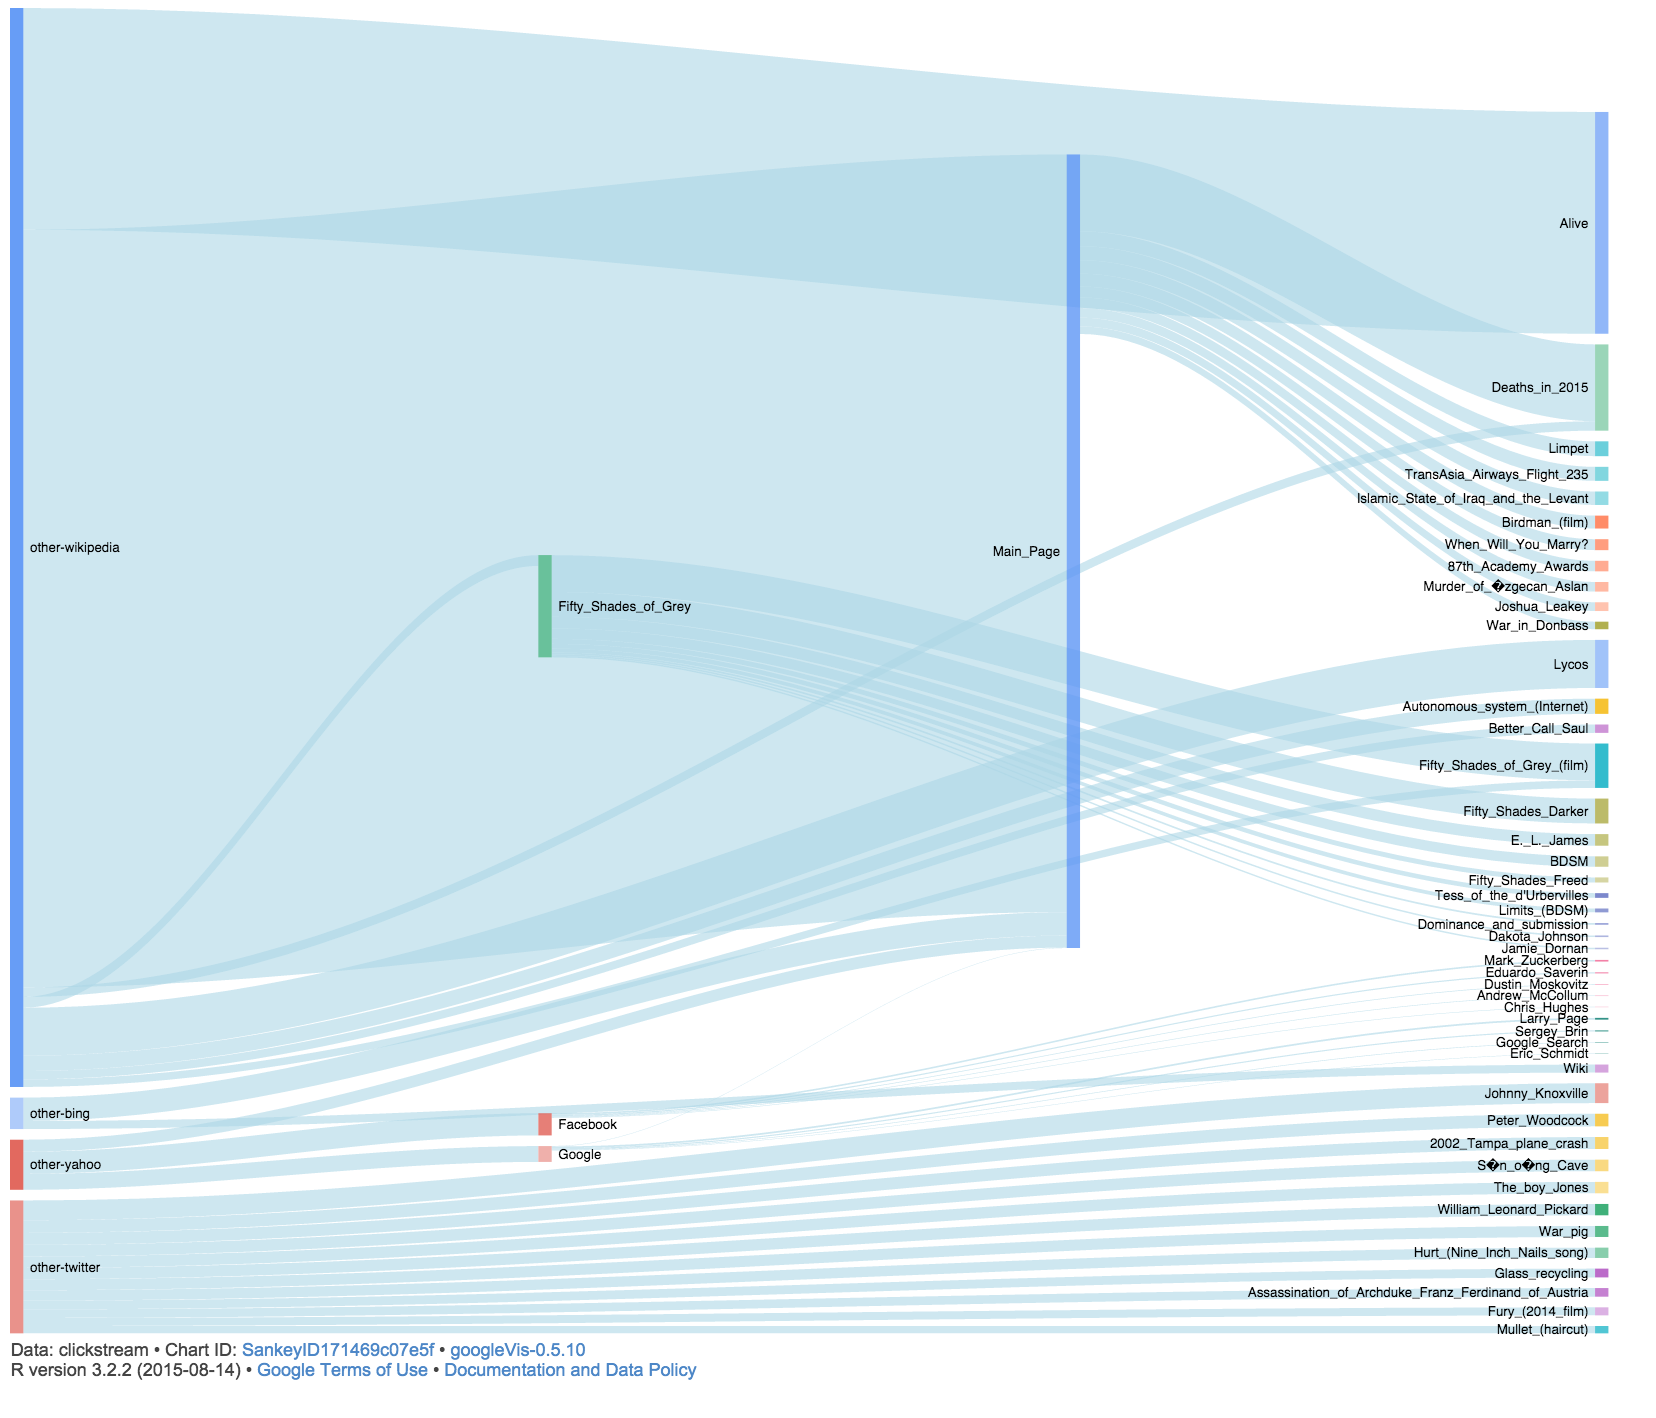 other-wikipedia
other-bing
other-yahoo
other-twitter
Fifty_Shades_of_Grey
Facebook
Google
Main_Page
Alive
Deaths_in_2015
Limpet
TransAsia_Airways_Flight_235
Islamic_State_of_Iraq_and_the_Levant
Birdman_(film)
When_Will_You_Marry?
87th_Academy_Awards
Murder_of_�zgecan_Aslan
Joshua_Leakey
War_in_Donbass
Lycos
Autonomous_system_(Internet)
Better_Call_Saul
Fifty_Shades_of_Grey_(film)
Fifty_Shades_Darker
E._L._James
BDSM
Fifty_Shades_Freed
Tess_of_the_d'Urbervilles
Limits_(BDSM)
Dominance_and_submission
Dakota_Johnson
Jamie_Dornan
Mark_Zuckerberg
Eduardo_Saverin
Dustin_Moskovitz
Andrew_McCollum
Chris_Hughes
Larry_Page
Sergey_Brin
Google_Search
Eric_Schmidt
Wiki
Johnny_Knoxville
Peter_Woodcock
2002_Tampa_plane_crash
S�n_o�ng_Cave
The_boy_Jones
William_Leonard_Pickard
War_pig
Hurt_(Nine_Inch_Nails_song)
Glass_recycling
Assassination_of_Archduke_Franz_Ferdinand_of_Austria
Fury_(2014_film)
Mullet_(haircut)
Data: clickstream • Chart ID: SankeyID171469c07e5f • googleVis-0.5.10
R version 3.2.2 (2015-08-14) • Google Terms of Use • Documentation and Data Policy